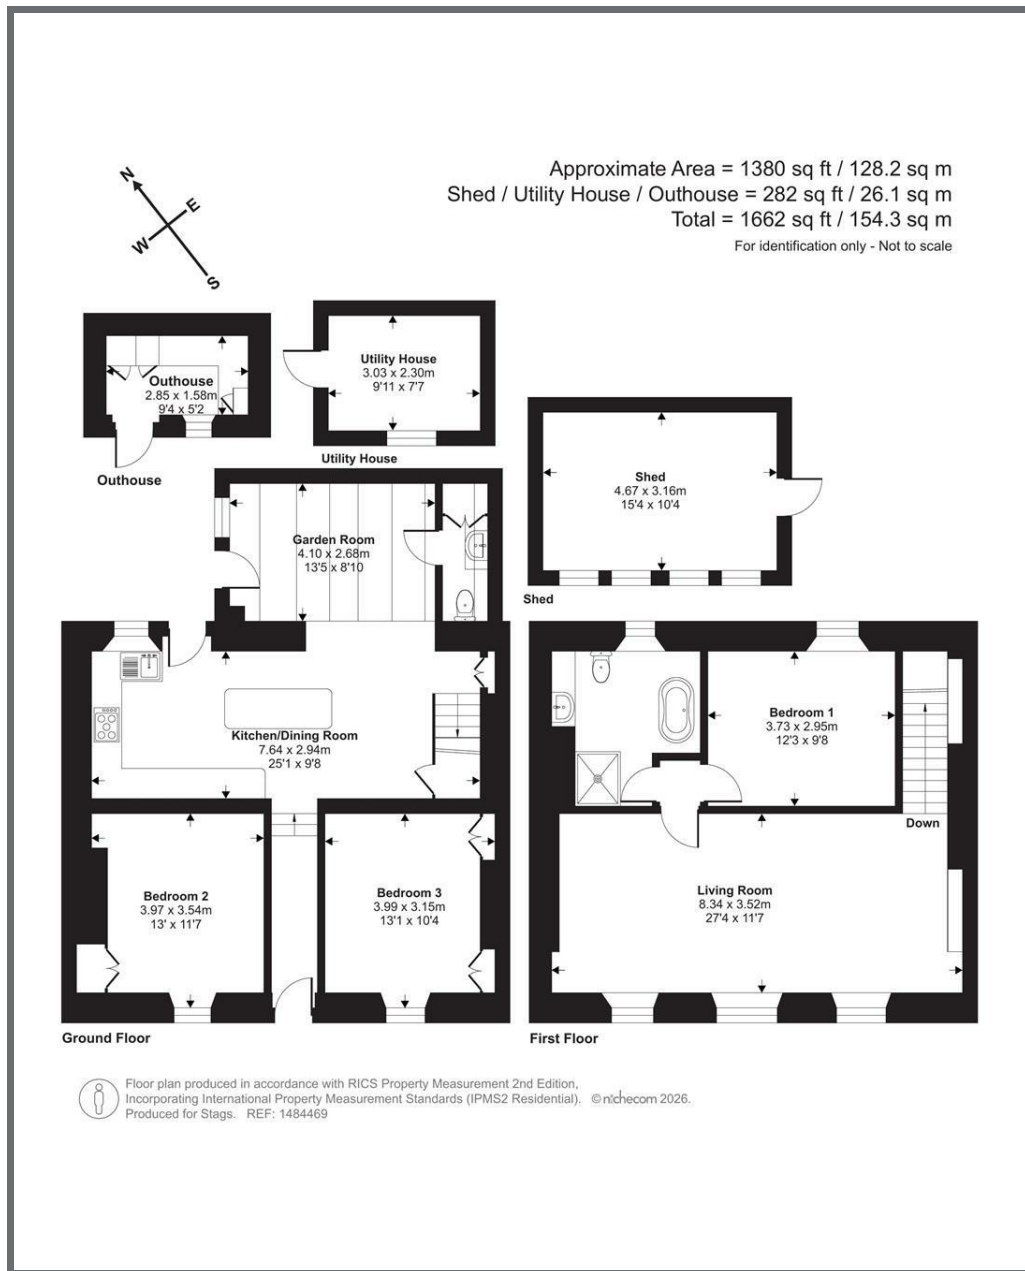 Approximate Area = 1380 sq ft / 128.2 sq m
Shed / Utility House / Outhouse = 282 sq ft / 26.1 sq m
Total = 1662 sq ft / 154.3 sq m
For identification only - Not to scale
N
E
W
S
Outhouse
2.85 x 1.58m
9'4 x 5'2
Outhouse
Utility House
3.03 x 2.30m
9'11 x 7'7
Utility House
Shed
4.67 x 3.16m
15'4 x 10'4
Shed
Garden Room
4.10 x 2.68m
13'5 x 8'10
Kitchen/Dining Room
7.64 x 2.94m
25'1 x 9'8
Bedroom 2
3.97 x 3.54m
13' x 11'7
Bedroom 3
3.99 x 3.15m
13'1 x 10'4
Ground Floor
Bedroom 1
3.73 x 2.95m
12'3 x 9'8
Down
Living Room
8.34 x 3.52m
27'4 x 11'7
First Floor
Floor plan produced in accordance with RICS Property Measurement 2nd Edition,
Incorporating International Property Measurement Standards (IPMS2 Residential). © nichecom 2026.
Produced for Stags. REF: 1484469